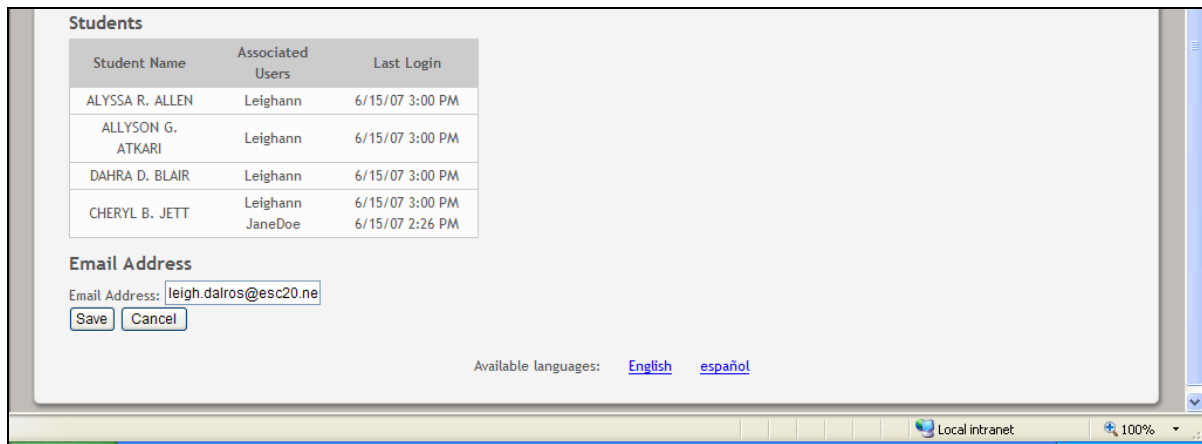 Students
Student Name
Associated
Users
Last Login
ALYSSA R. ALLEN Leighann 6/15/07 3:00 PM
ALLYSON G.
ATKARI
Leighann 6/15/07 3:00 PM
DAHRA D. BLAIR Leighann 6/15/07 3:00 PM
CHERYL B. JETT
Leighann 6/15/07 3:00 PM
JaneDoe 6/15/07 2:26 PM
Email Address
Email Address: leigh.dalros@esc20.ne
Save Cancel
Available languages: English español
Local intranet 100%